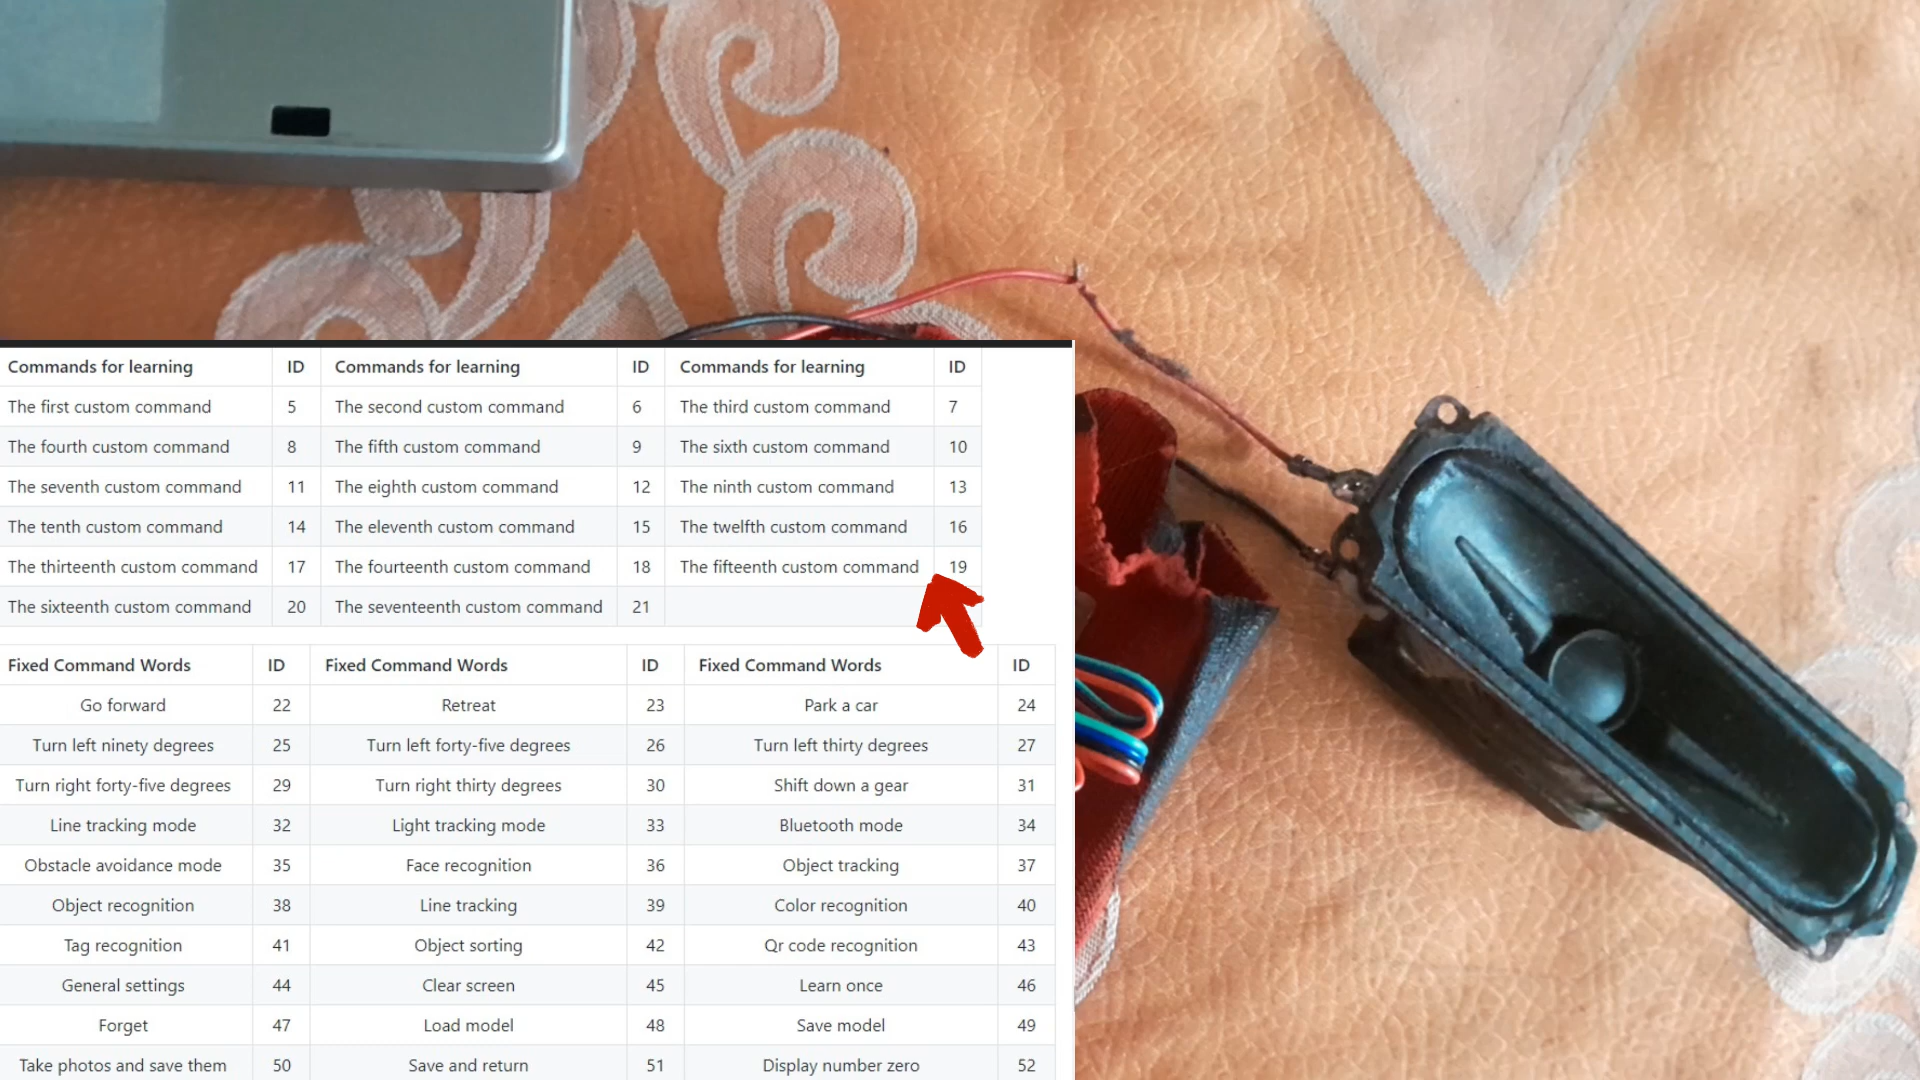 Commands for learning ID Commands for learning ID Commands for learning ID
The first custom command 5 The second custom command 6 The third custom command 7
The fourth custom command 8 The fifth custom command 9 The sixth custom command 10
The seventh custom command 11 The eighth custom command 12 The ninth custom command 13
The tenth custom command 14 The eleventh custom command 15 The twelfth custom command 16
The thirteenth custom command 17 The fourteenth custom command 18 The fifteenth custom command 19
The sixteenth custom command 20 The seventeenth custom command 21
Fixed Command Words ID Fixed Command Words ID Fixed Command Words ID
Go forward 22 Retreat 23 Park a car 24
Turn left ninety degrees 25 Turn left forty-five degrees 26 Turn left thirty degrees 27
Turn right forty-five degrees 29 Turn right thirty degrees 30 Shift down a gear 31
Line tracking mode 32 Light tracking mode 33 Bluetooth mode 34
Obstacle avoidance mode 35 Face recognition 36 Object tracking 37
Object recognition 38 Line tracking 39 Color recognition 40
Tag recognition 41 Object sorting 42 Qr code recognition 43
General settings 44 Clear screen 45 Learn once 46
Forget 47 Load model 48 Save model 49
Take photos and save them 50 Save and return 51 Display number zero 52